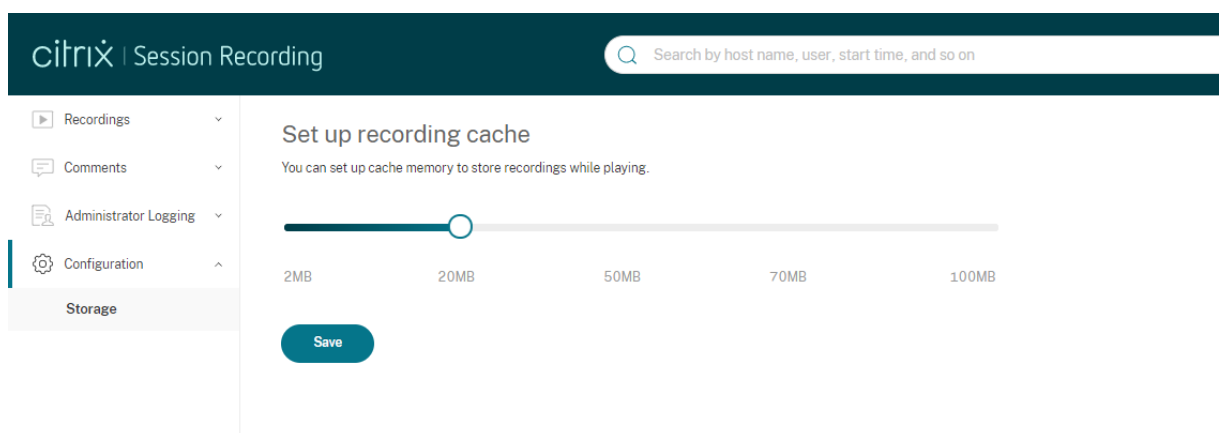 citrix | Session Recording
Search by host name, user, start time, and so on
Recordings
Comments
Administrator Logging
Configuration
Storage
Set up recording cache
You can set up cache memory to store recordings while playing.
2MB 20MB 50MB 70MB 100MB
Save